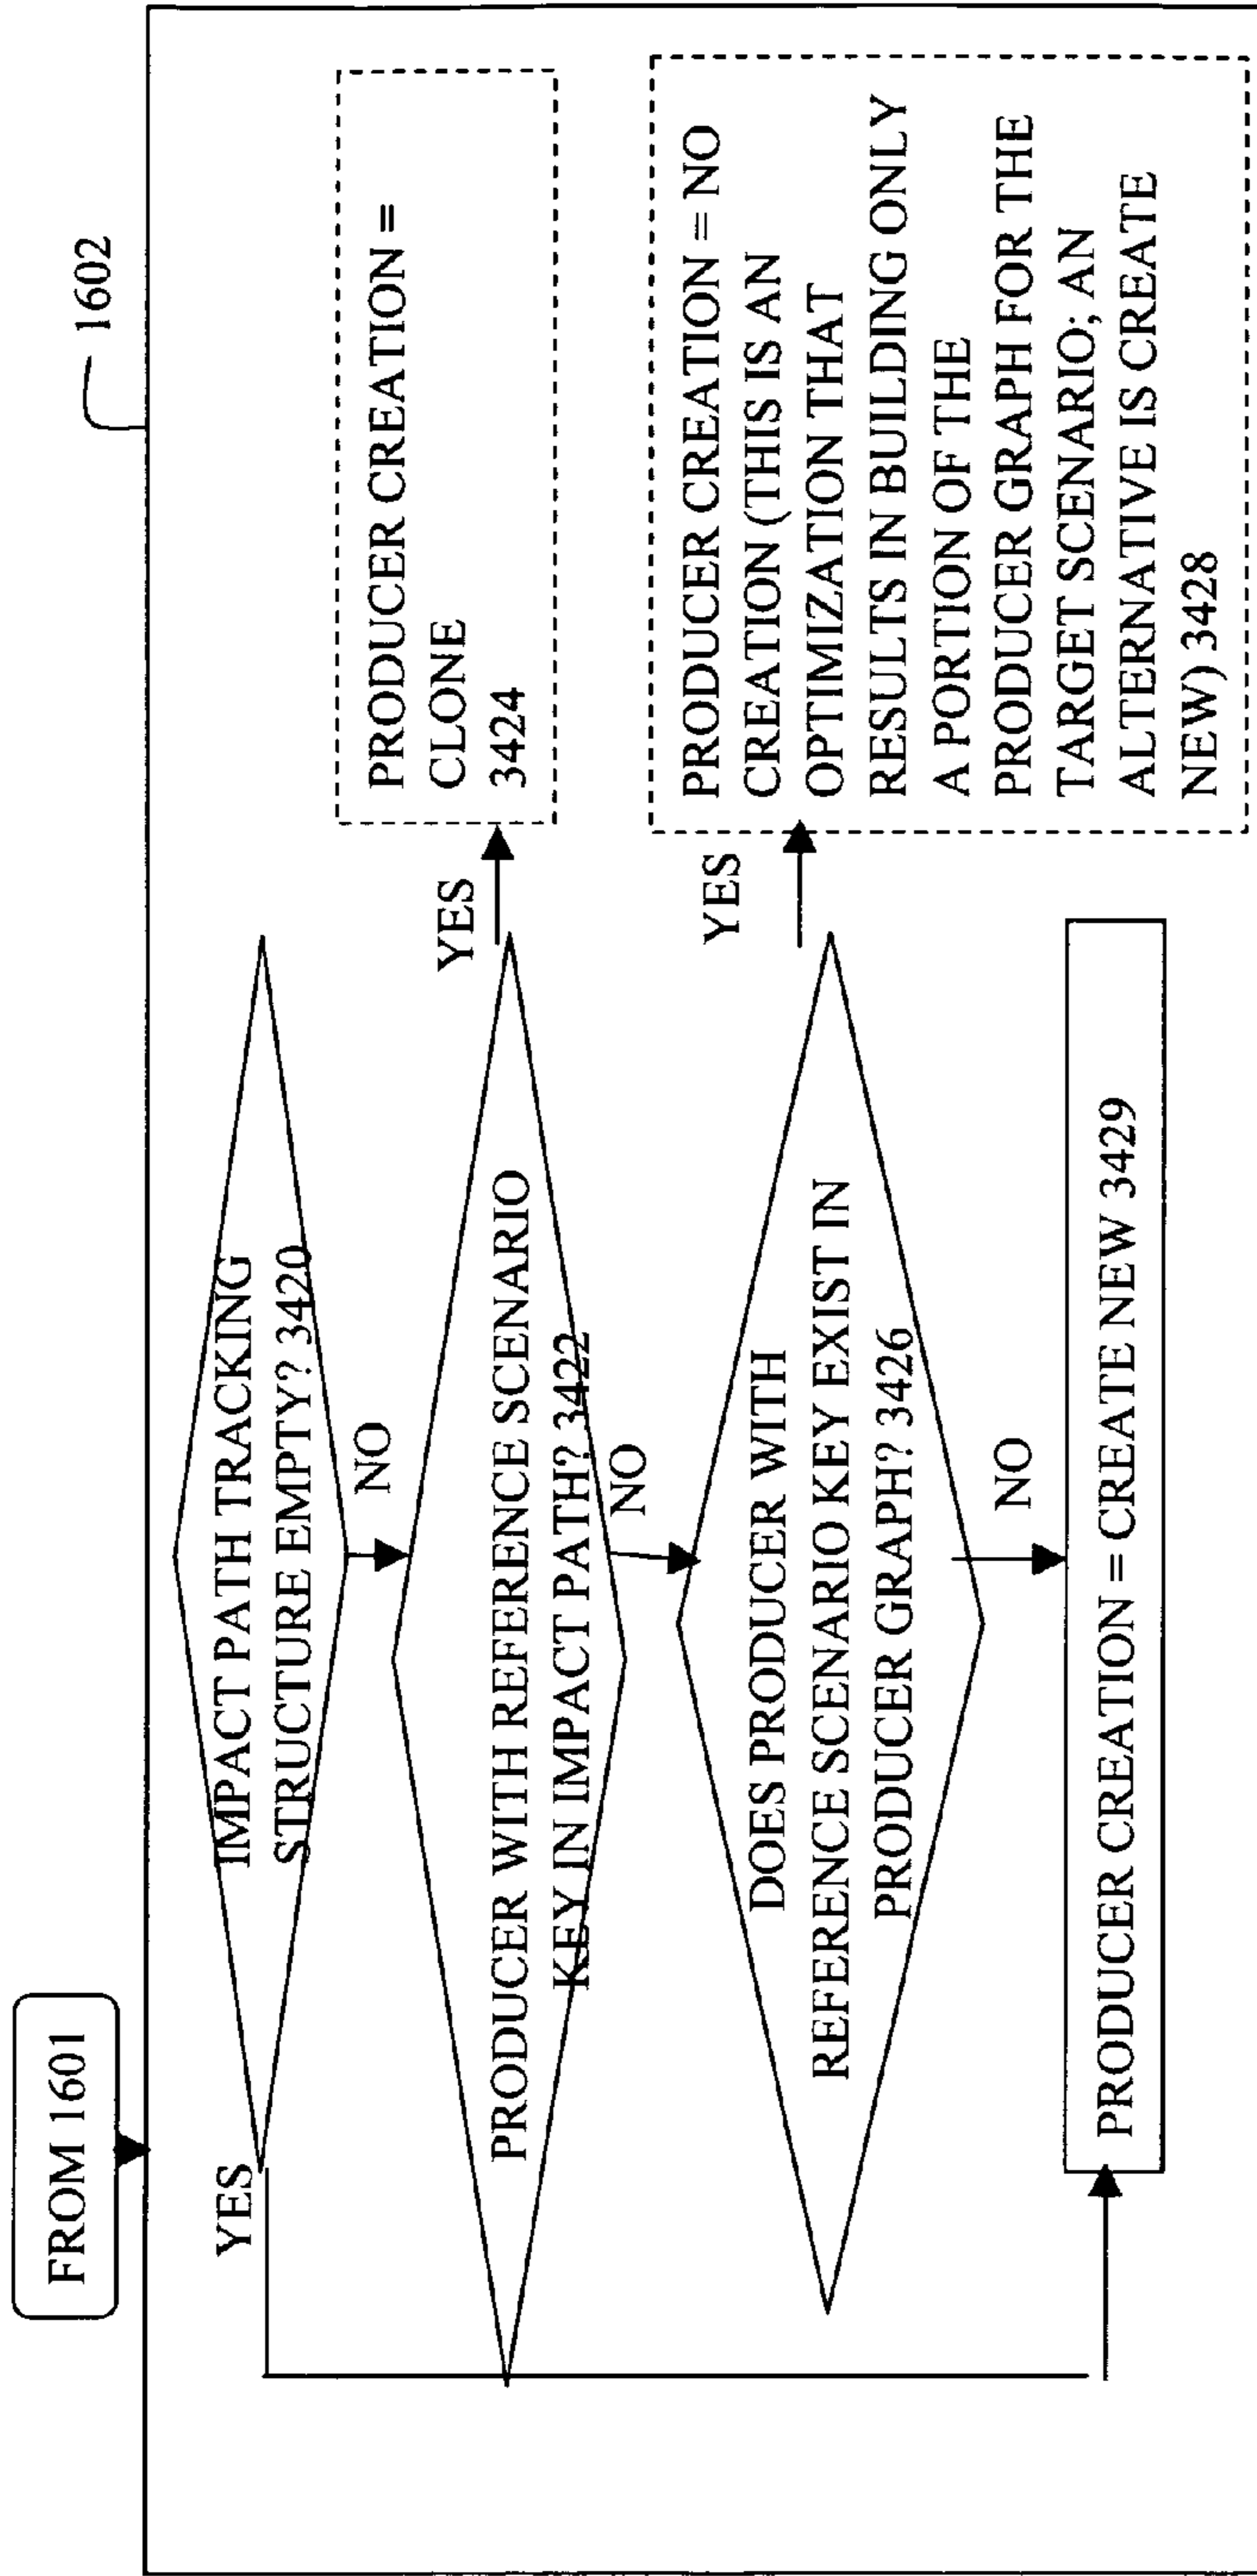 FROM 1601
1602
YES
IMPACT PATH TRACKING
STRUCTURE EMPTY? 3420
NO
PRODUCER WITH REFERENCE SCENARIO
KEY IN IMPACT PATH? 3422
YES
PRODUCER CREATION =
CLONE
3424
NO
DOES PRODUCER WITH
REFERENCE SCENARIO KEY EXIST IN
PRODUCER GRAPH? 3426
YES
PRODUCER CREATION = NO
CREATION (THIS IS AN
OPTIMIZATION THAT
RESULTS IN BUILDING ONLY
A PORTION OF THE
PRODUCER GRAPH FOR THE
TARGET SCENARIO; AN
ALTERNATIVE IS CREATE
NEW) 3428
NO
PRODUCER CREATION = CREATE NEW 3429